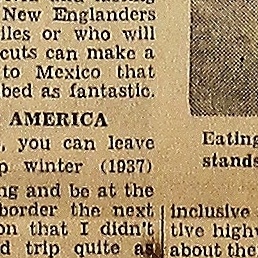 New Englanders
iles or who will
cuts can make a
to Mexico that
bed as fantastic.
AMERICA
, you can leave
p winter (1937)
ng and be at the
border the next
on that I didn't
d trip quite as
Eating
stands
inclusive
tive highw
about the